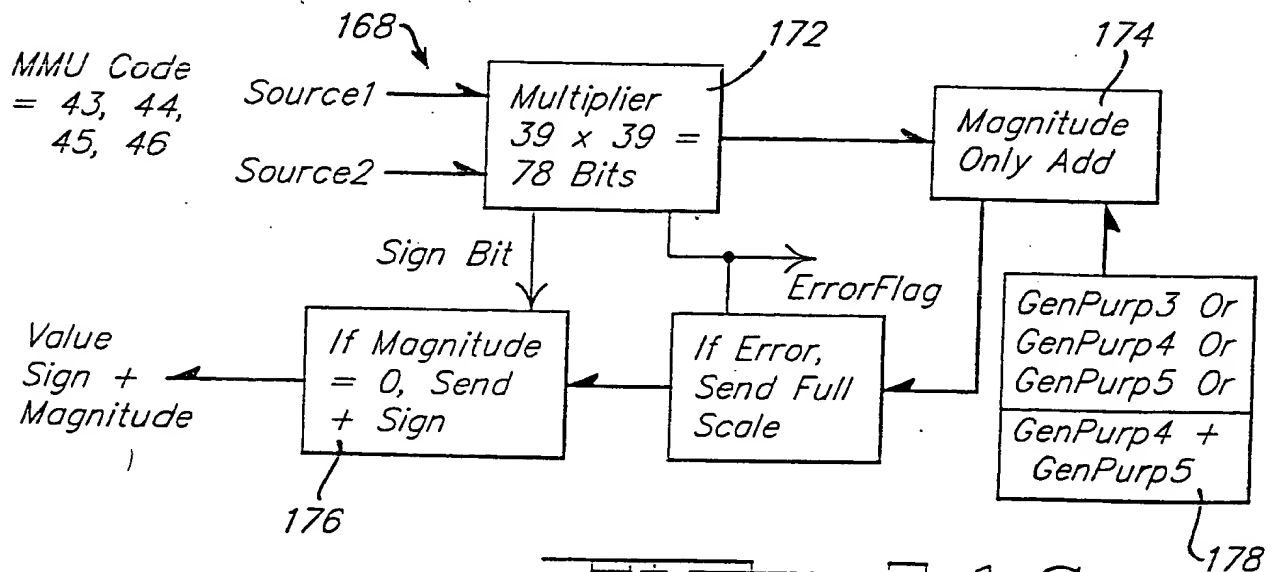 168
172
174
MMU Code
= 43, 44,
45, 46
Source1
Source2
Multiplier
39 x 39 =
78 Bits
Magnitude
Only Add
Sign Bit
ErrorFlag
GenPurp3 Or
GenPurp4 Or
GenPurp5 Or
GenPurp4 +
GenPurp5
Value
Sign +
Magnitude
If Magnitude
= 0, Send
+ Sign
If Error,
Send Full
Scale
176
178